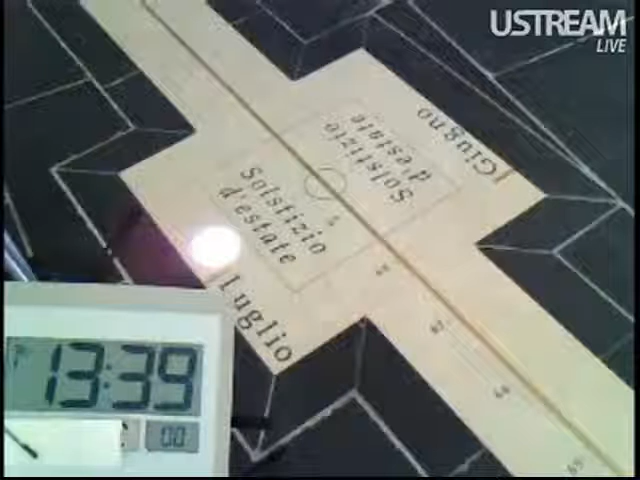 USTREAM
LIVE
Giugno
Solstizio
d'estate
Solstizio
d'estate
Luglio
13:39
00